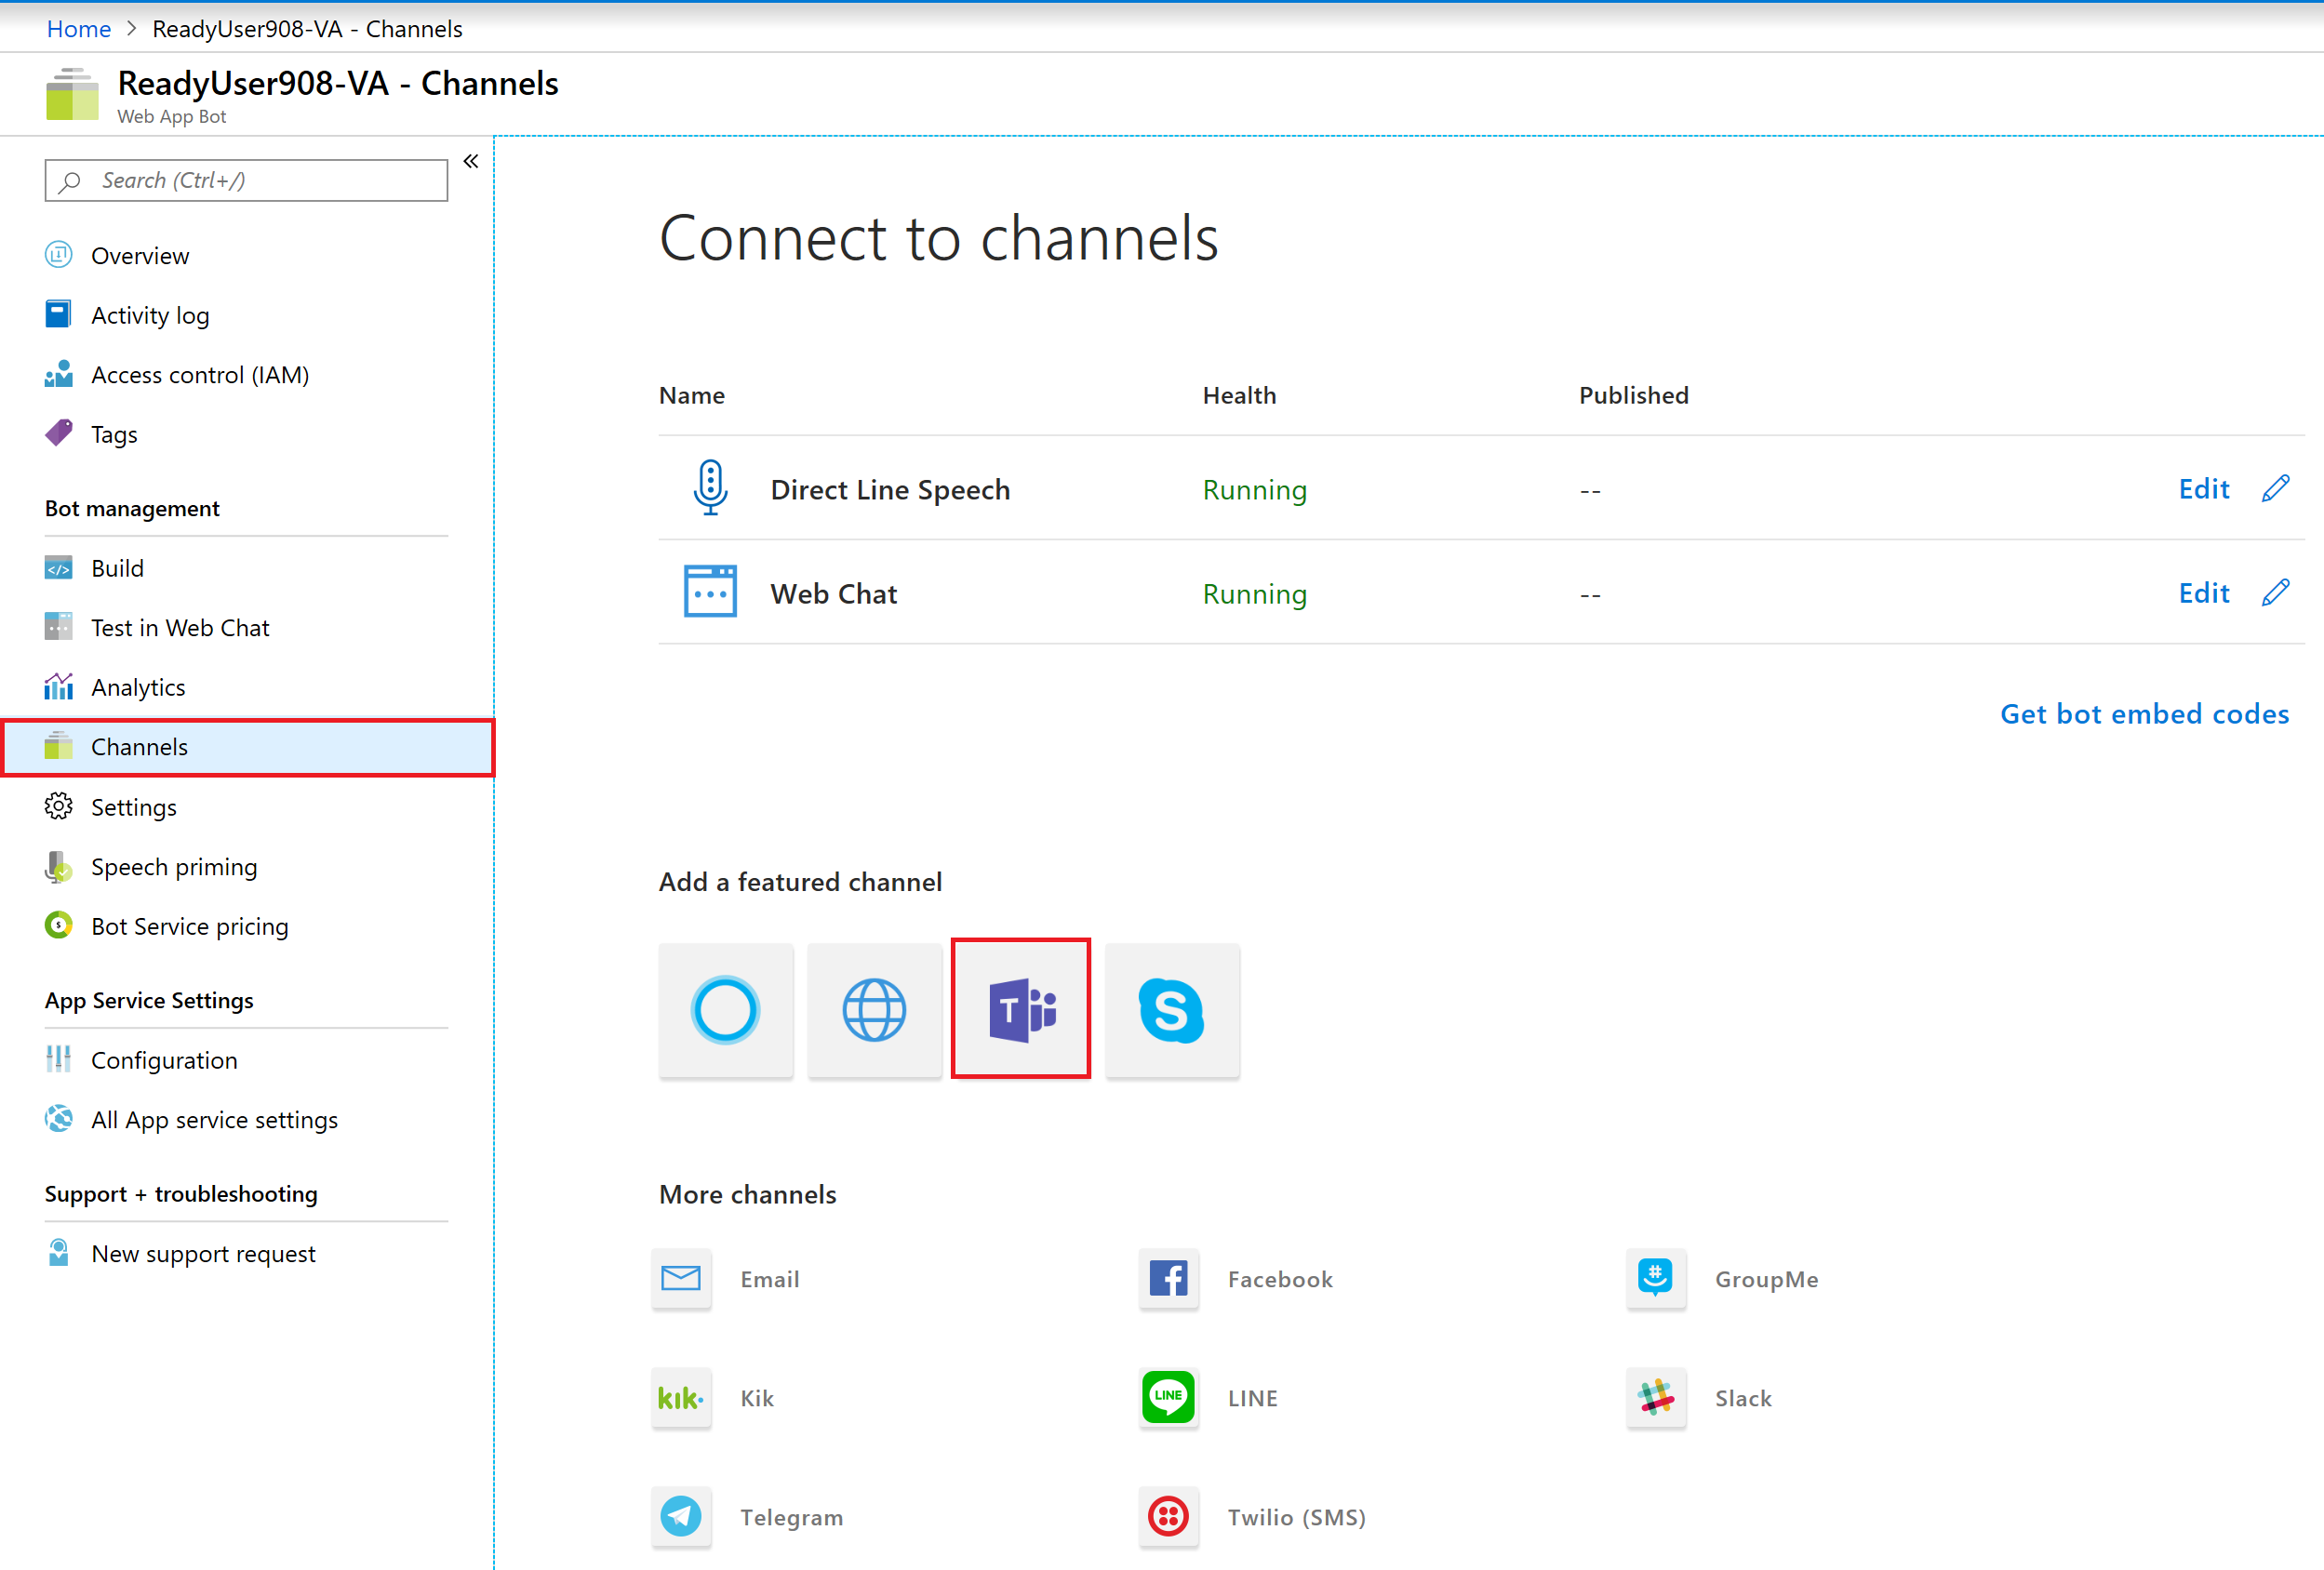 Home > ReadyUser908-VA - Channels
ReadyUser908-VA - Channels
Web App Bot
Search (Ctrl+/)
«
Overview
Activity log
Access control (IAM)
Tags
Bot management
Build
Test in Web Chat
Analytics
Channels
Settings
Speech priming
Bot Service pricing
App Service Settings
Configuration
All App service settings
Support + troubleshooting
New support request
Connect to channels
Name Health Published
Direct Line Speech Running -- Edit
Web Chat Running -- Edit
Get bot embed codes
Add a featured channel
T
S
More channels
Email
Facebook
GroupMe
kik.
Kik
LINE
LINE
Slack
Telegram
Twilio (SMS)